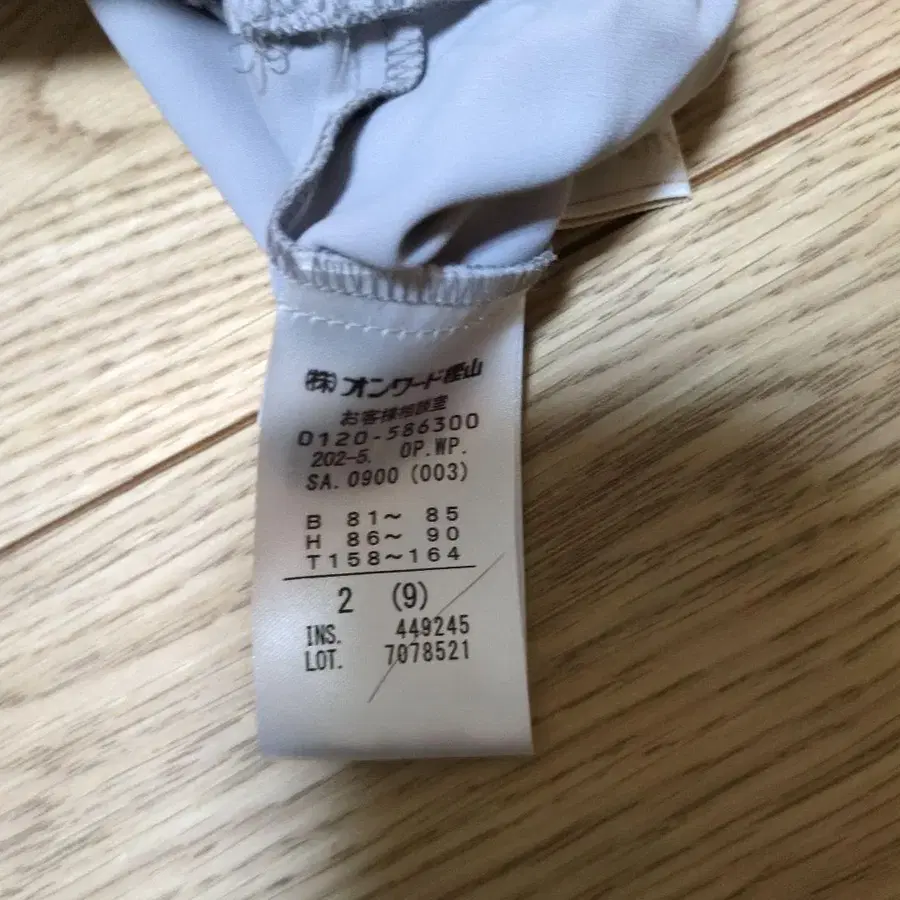 ㈱オンワード樫山
お客様相談室
0120-586300
202-5. OP.WP.
SA.0900 (003)
B 81～ 85
H 86～ 90
T158～164
2 (9)
INS. 449245
LOT. 7078521